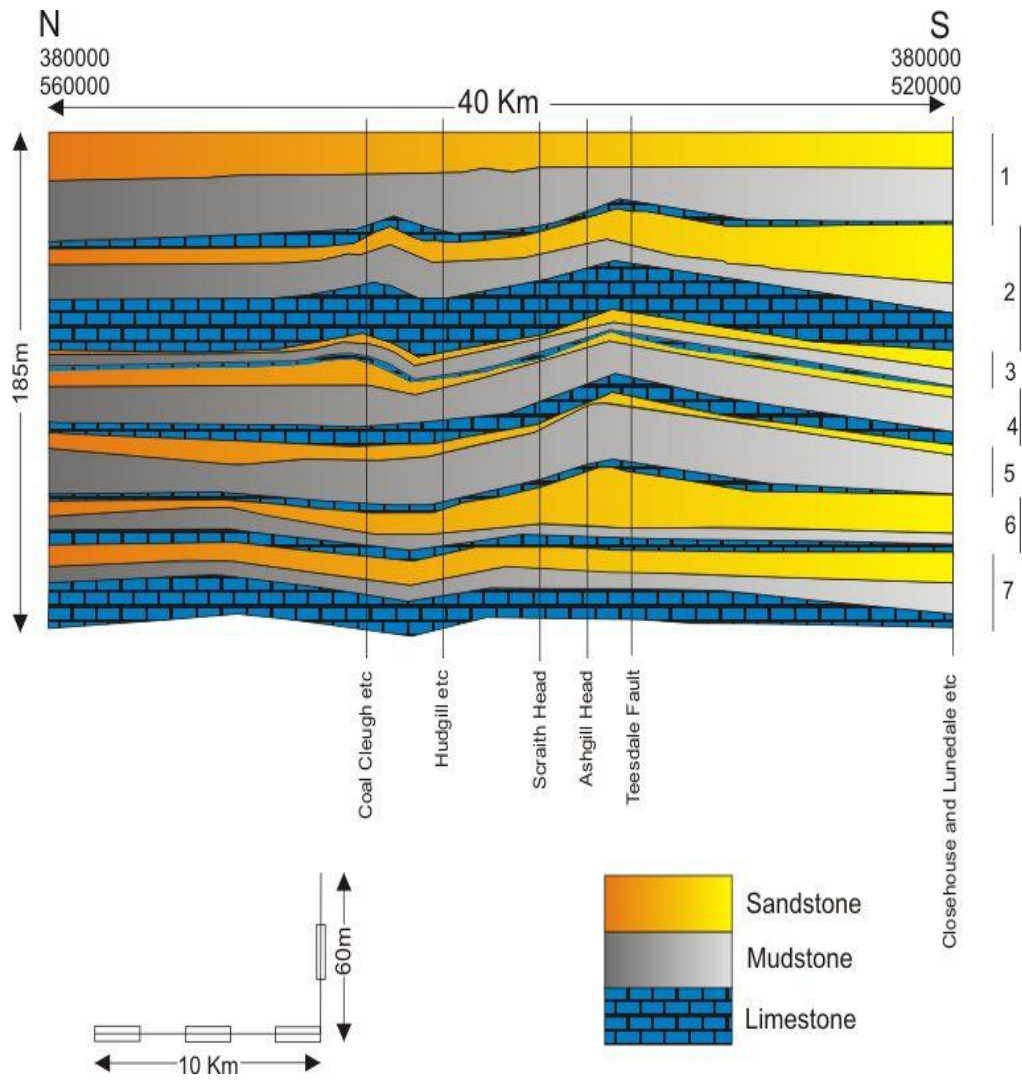 N
380000
560000
S
380000
520000
40 Km
185m
1
2
3
4
5
6
7
Coal Cleugh etc
Hudgill etc
Scraith Head
Ashgill Head
Teesdale Fault
Closehouse and Lunedale etc
60m
10 Km
Sandstone
Mudstone
Limestone